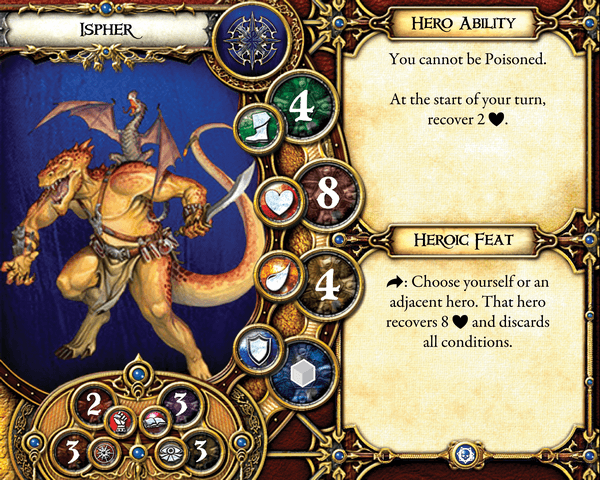 Ispher
4
8
4
2
3
3
3
Hero Ability
You cannot be Poisoned.
At the start of your turn,
recover 2 ♥.
Heroic Feat
: Choose yourself or an
adjacent hero. That hero
recovers 8 ♥ and discards
all conditions.